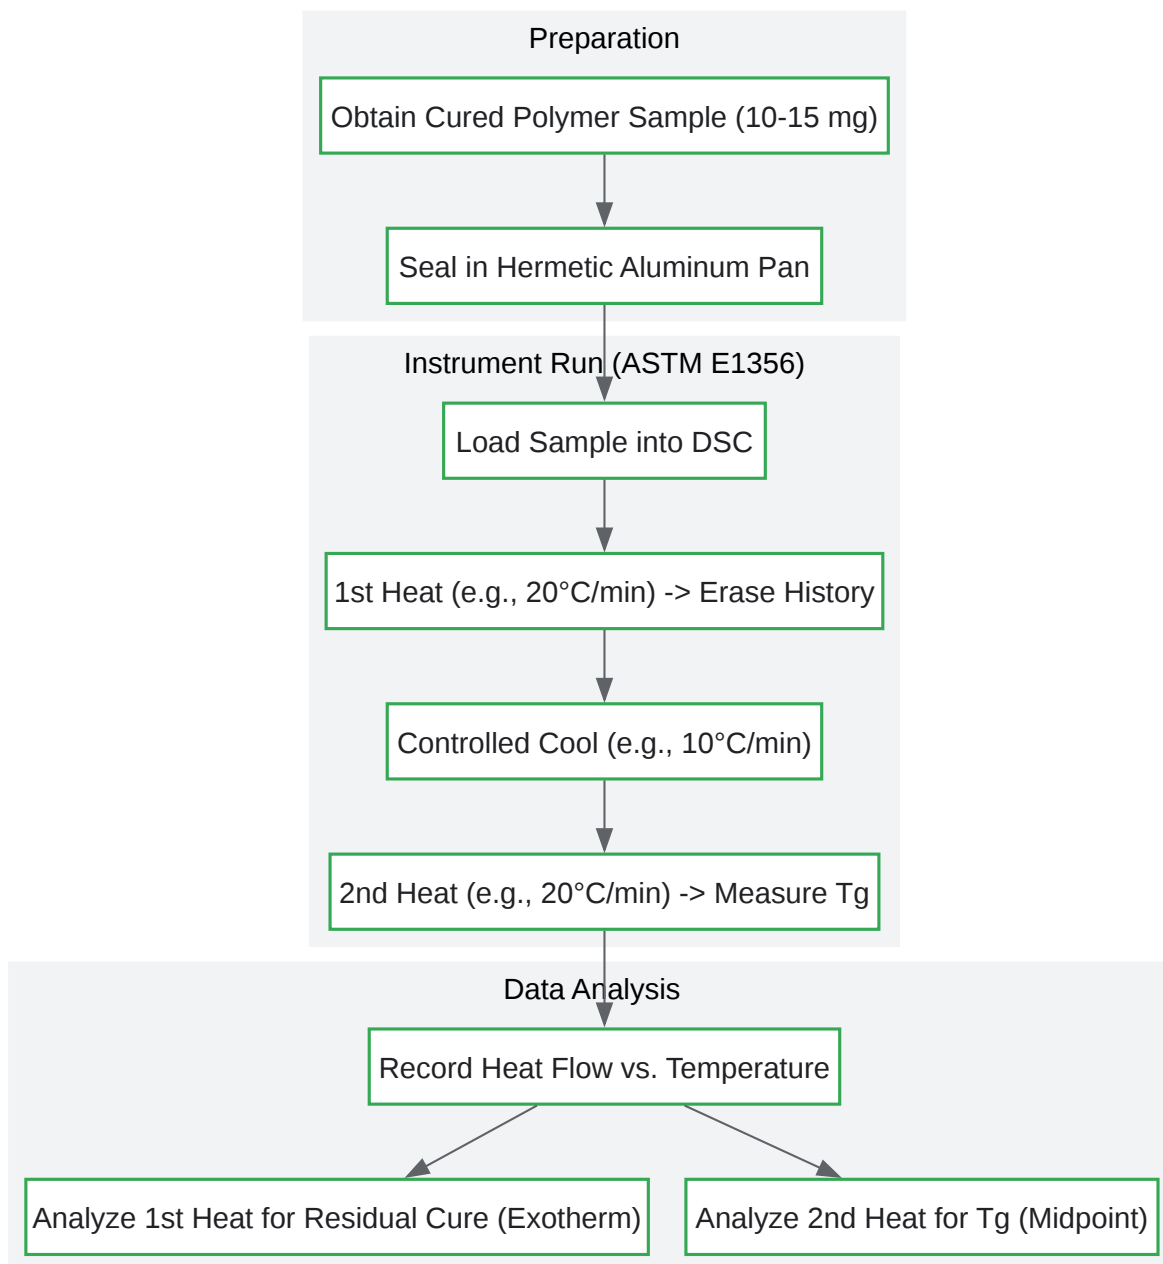 Preparation
Obtain Cured Polymer Sample (10-15 mg)
Seal in Hermetic Aluminum Pan
Instrument Run (ASTM E1356)
Load Sample into DSC
1st Heat (e.g., 20°C/min) -> Erase History
Controlled Cool (e.g., 10°C/min)
2nd Heat (e.g., 20°C/min) -> Measure Tg
Data Analysis
Record Heat Flow vs. Temperature
Analyze 1st Heat for Residual Cure (Exotherm)
Analyze 2nd Heat for Tg (Midpoint)